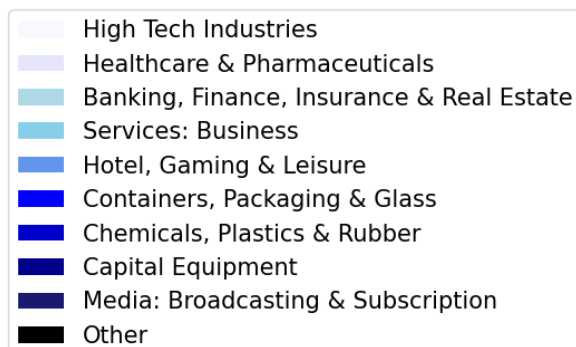 High Tech Industries
Healthcare & Pharmaceuticals
Banking, Finance, Insurance & Real Estate
Services: Business
Hotel, Gaming & Leisure
Containers, Packaging & Glass
Chemicals, Plastics & Rubber
Capital Equipment
Media: Broadcasting & Subscription
Other